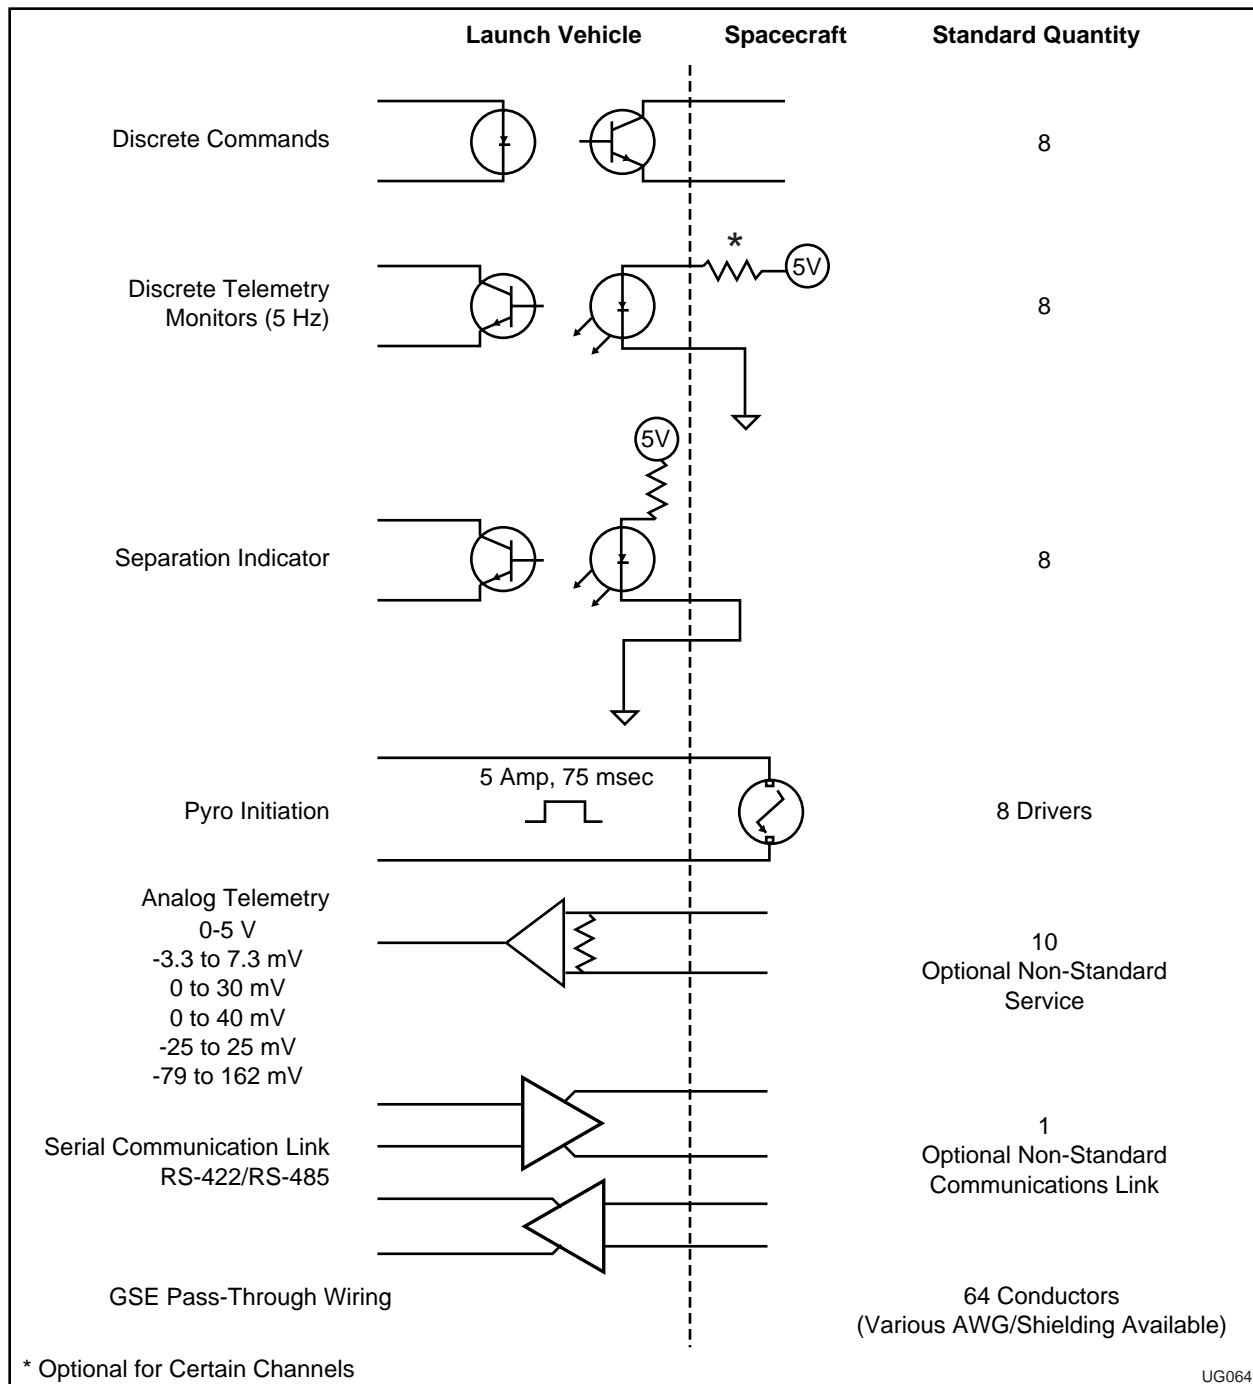 Launch Vehicle Spacecraft Standard Quantity
Discrete Commands 8
*
5V
Discrete Telemetry
Monitors (5 Hz) 8
5V
Separation Indicator 8
5 Amp, 75 msec
Pyro Initiation 8 Drivers
Analog Telemetry
0-5 V
-3.3 to 7.3 mV
0 to 30 mV
0 to 40 mV
-25 to 25 mV
-79 to 162 mV
10
Optional Non-Standard
Service
Serial Communication Link
RS-422/RS-485
1
Optional Non-Standard
Communications Link
GSE Pass-Through Wiring 64 Conductors
(Various AWG/Shielding Available)
* Optional for Certain Channels
UG064